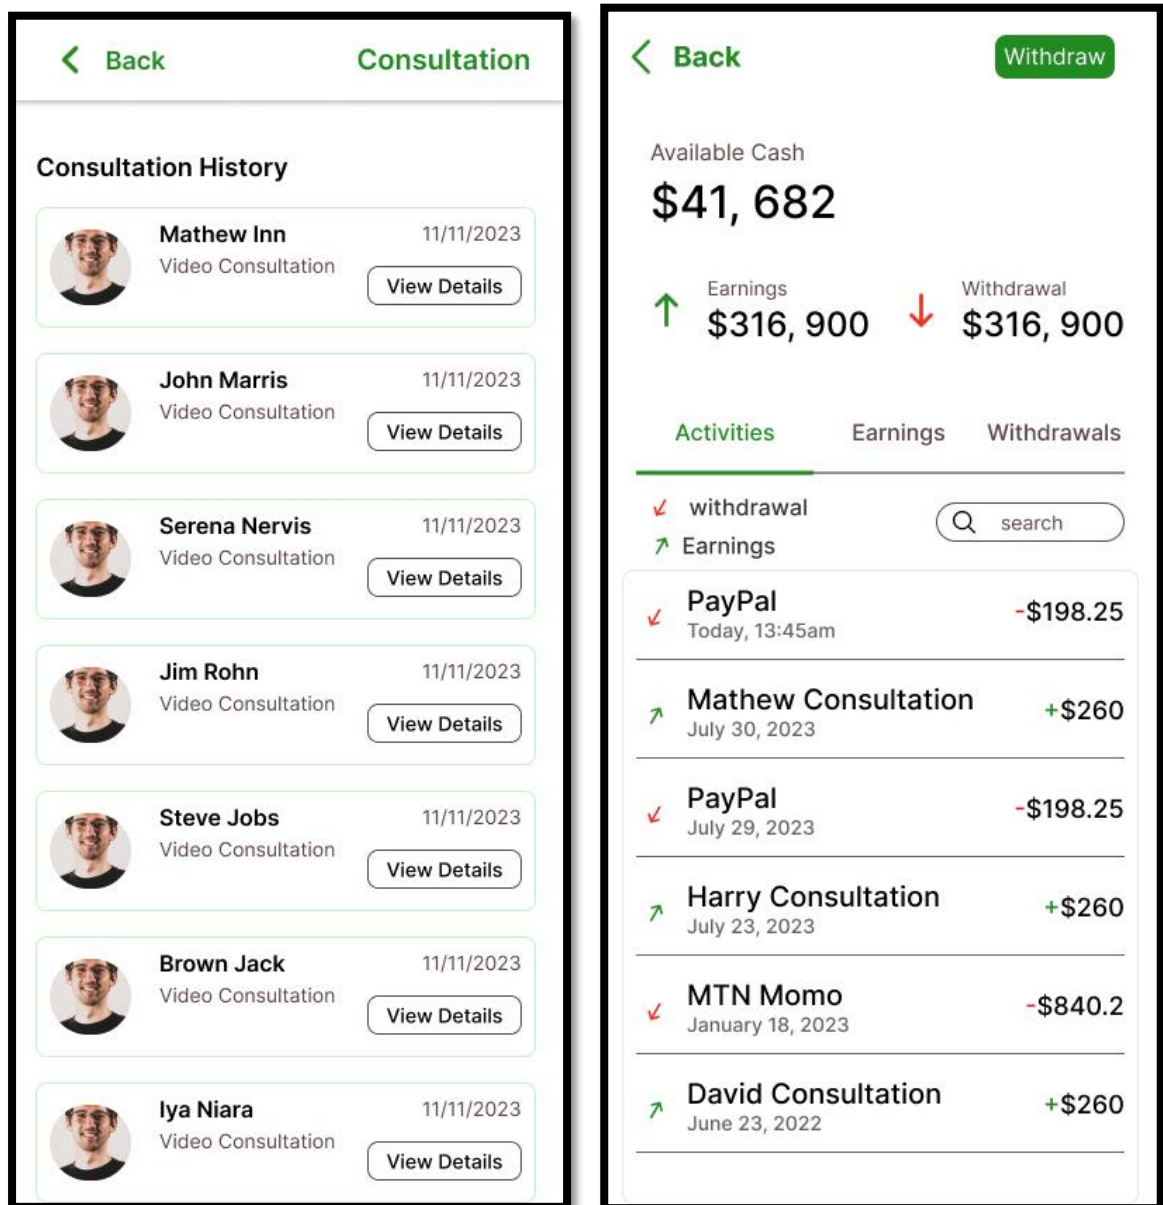 Back
Consultation
Consultation History
Mathew Inn
11/11/2023
Video Consultation
View Details
John Marris
11/11/2023
Video Consultation
View Details
Serena Nervis
11/11/2023
Video Consultation
View Details
Jim Rohn
11/11/2023
Video Consultation
View Details
Steve Jobs
11/11/2023
Video Consultation
View Details
Brown Jack
11/11/2023
Video Consultation
View Details
Iya Niara
11/11/2023
Video Consultation
View Details
Back
Withdraw
Available Cash
$41, 682
Earnings
$316, 900
Withdrawal
$316, 900
Activities
Earnings
Withdrawals
withdrawal
Earnings
search
PayPal
Today, 13:45am
-$198.25
Mathew Consultation
July 30, 2023
+$260
PayPal
July 29, 2023
-$198.25
Harry Consultation
July 23, 2023
+$260
MTN Momo
January 18, 2023
-$840.2
David Consultation
June 23, 2022
+$260